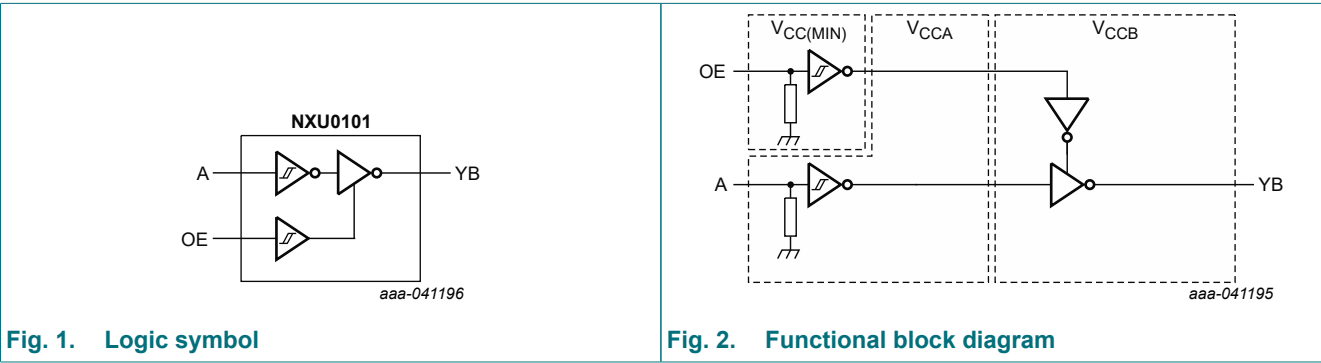 NXU0101
A
YB
OE
aaa-041196
Fig. 1. Logic symbol
VCC(MIN)
VCCA
VCCB
OE
A
YB
aaa-041195
Fig. 2. Functional block diagram